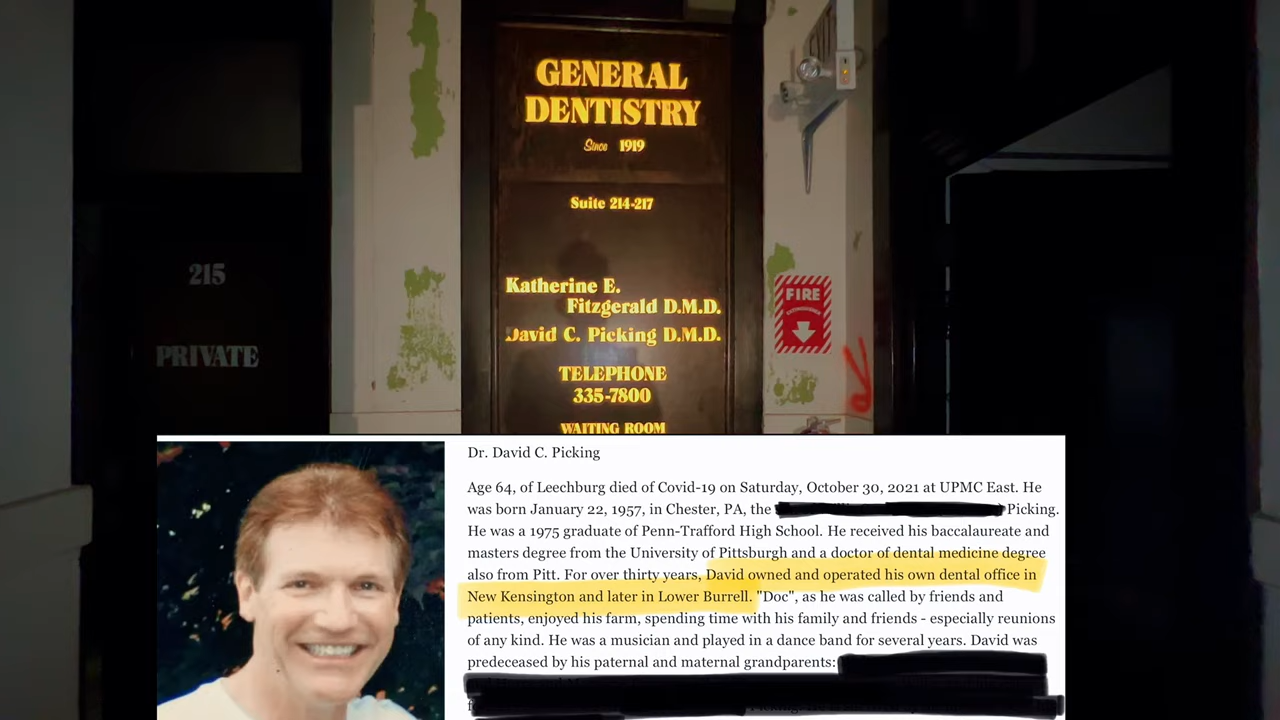 GENERAL
DENTISTRY
Since 1919
Suite 214-217
215
PRIVATE
Katherine E.
Fitzgerald D.M.D.
David C. Picking D.M.D.
TELEPHONE
335-7800
WAITING ROOM
FIRE
Dr. David C. Picking
Age 64, of Leechburg died of Covid-19 on Saturday, October 30, 2021 at UPMC East. He
was born January 22, 1957, in Chester, PA, the Picking.
He was a 1975 graduate of Penn-Trafford High School. He received his baccalaureate and
masters degree from the University of Pittsburgh and a doctor of dental medicine degree
also from Pitt. For over thirty years, David owned and operated his own dental office in
New Kensington and later in Lower Burrell. "Doc", as he was called by friends and
patients, enjoyed his farm, spending time with his family and friends - especially reunions
of any kind. He was a musician and played in a dance band for several years. David was
predeceased by his paternal and maternal grandparents: